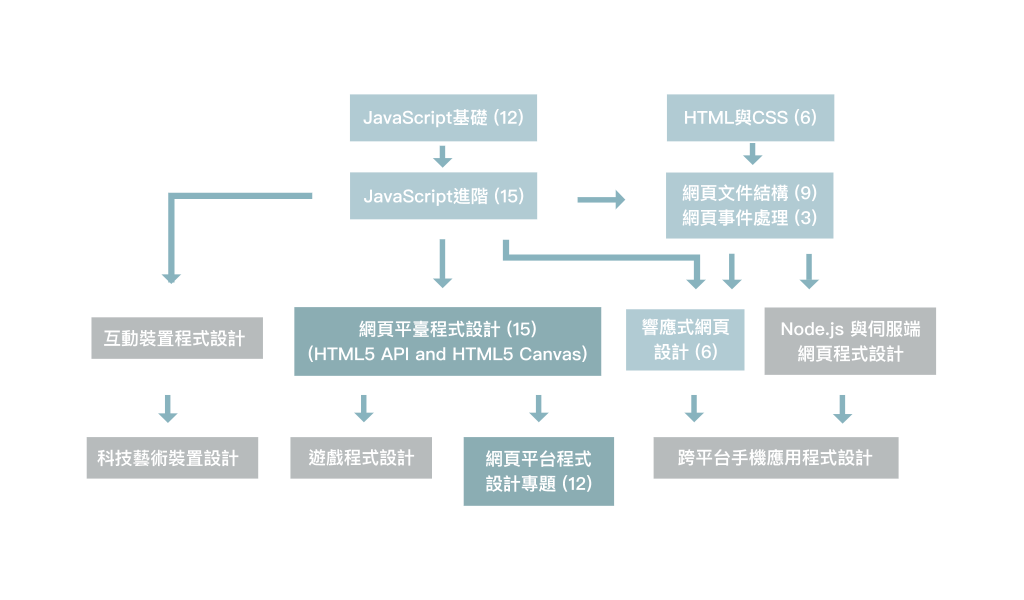 JavaScript基礎 (12)
HTML與CSS (6)
JavaScript進階 (15)
網頁文件結構 (9)
網頁事件處理 (3)
互動裝置程式設計
網頁平臺程式設計 (15)
(HTML5 API and HTML5 Canvas)
響應式網頁
設計 (6)
Node.js 與伺服端
網頁程式設計
科技藝術裝置設計
遊戲程式設計
網頁平台程式
設計專題 (12)
跨平台手機應用程式設計